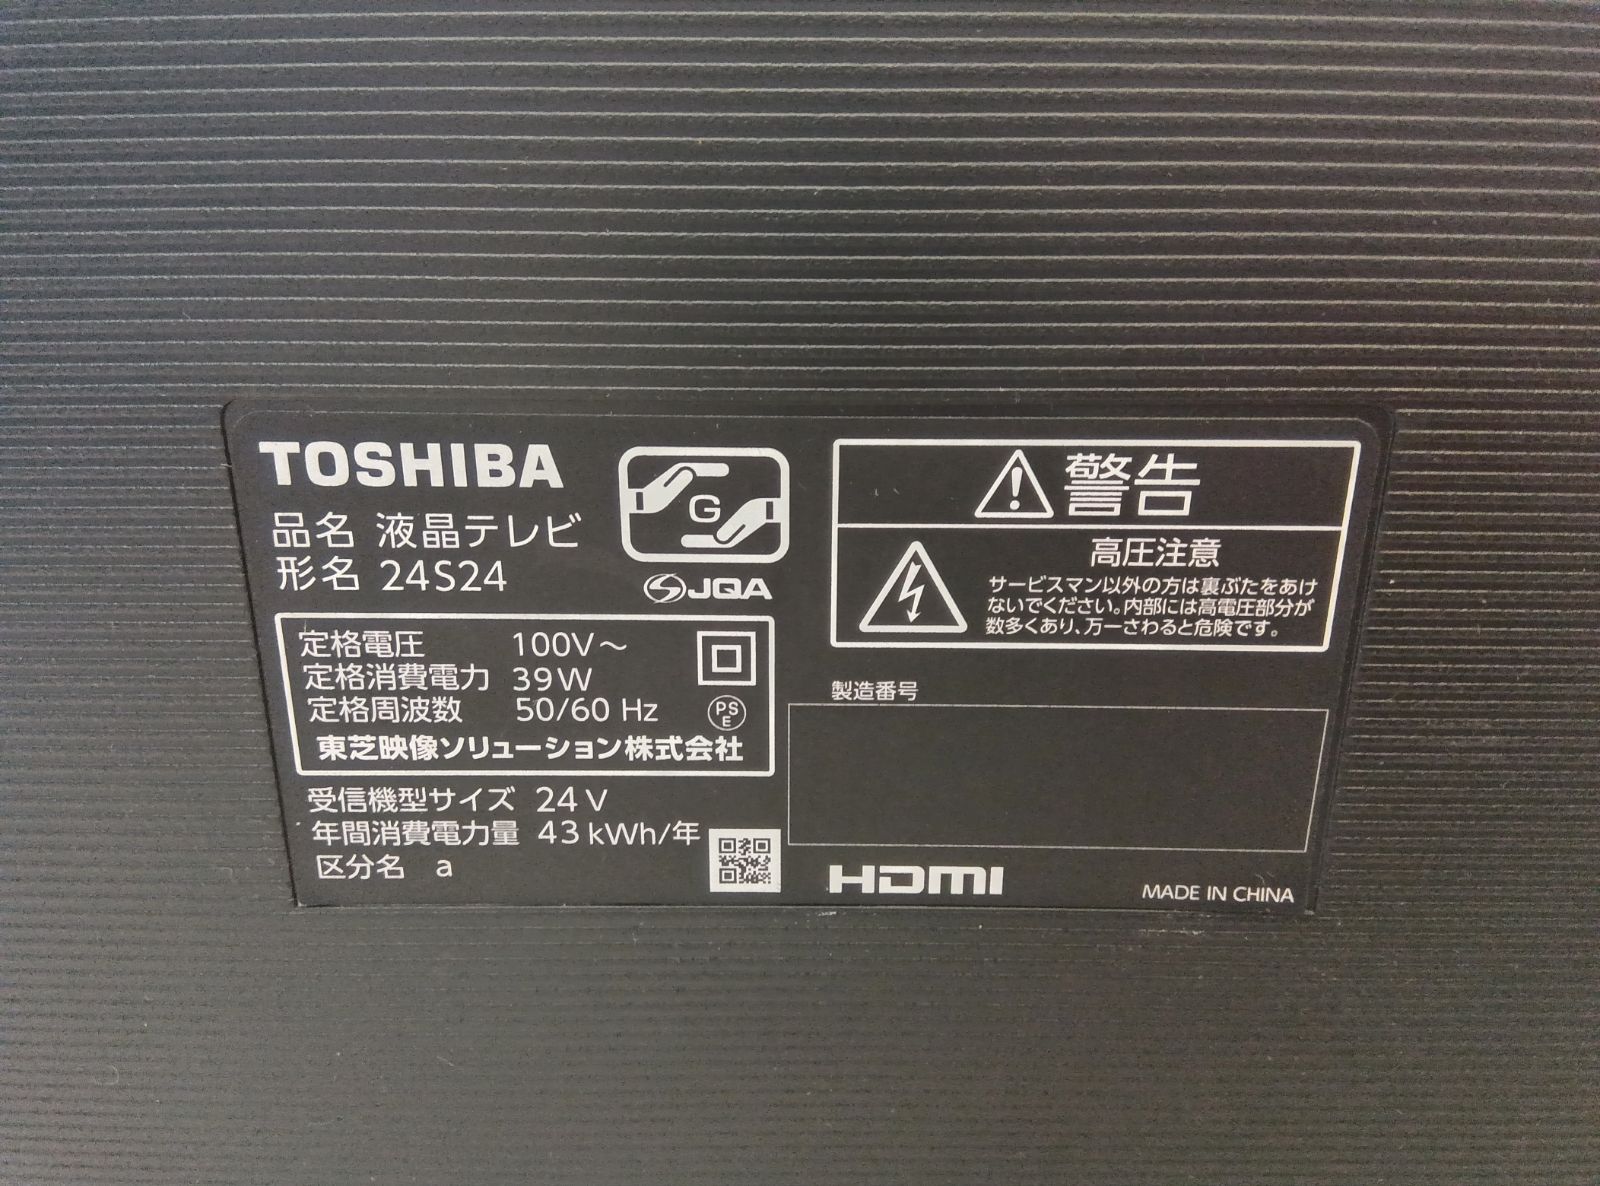 TOSHIBA
品名 液晶テレビ
形名 24S24
G
JQA
定格電圧 100V～
定格消費電力 39W
定格周波数 50/60 Hz
PS
E
東芝映像ソリューション株式会社
受信機型サイズ 24V
年間消費電力量 43kWh/年
区分名 a
警告
高圧注意
サービスマン以外の方は裏ぶたをあけ
ないでください。内部には高電圧部分が
数多くあり、万一さわると危険です。
製造番号
HDMI
MADE IN CHINA